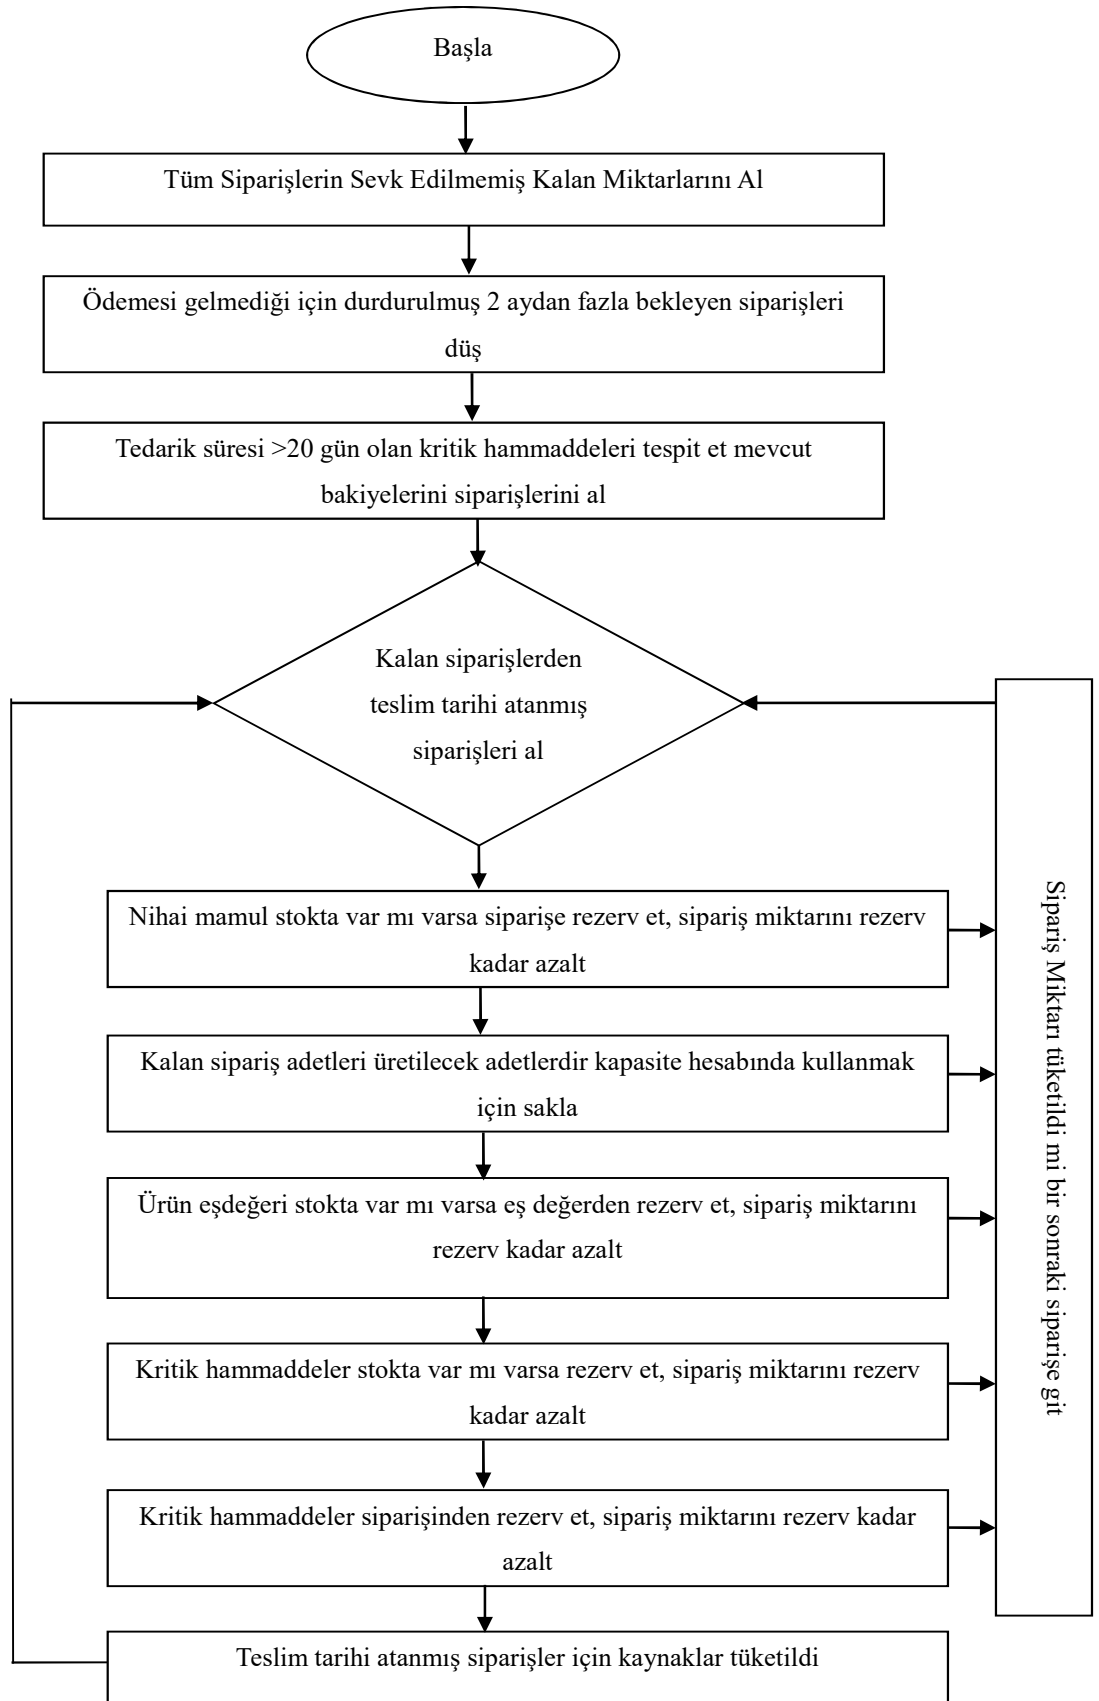 Başla
Tüm Siparişlerin Sevk Edilmemiş Kalan Miktarlarını Al
Ödemesi gelmediği için durdurulmuş 2 aydan fazla bekleyen siparişleri
düş
Tedarik süresi >20 gün olan kritik hammaddeleri tespit et mevcut
bakiyelerini siparişlerini al
Kalan siparişlerden
teslim tarihi atanmış
siparişleri al
Nihai mamul stokta var mı varsa siparişe rezerv et, sipariş miktarını rezerv
kadar azalt
Kalan sipariş adetleri üretilecek adetlerdir kapasite hesabında kullanmak
için sakla
Ürün eşdeğeri stokta var mı varsa eş değerden rezerv et, sipariş miktarını
rezerv kadar azalt
Kritik hammaddeler stokta var mı varsa rezerv et, sipariş miktarını rezerv
kadar azalt
Kritik hammaddeler siparişinden rezerv et, sipariş miktarını rezerv kadar
azalt
Teslim tarihi atanmış siparişler için kaynaklar tüketildi
Sipariş Miktarı tüketildi mi bir sonraki siparişe git